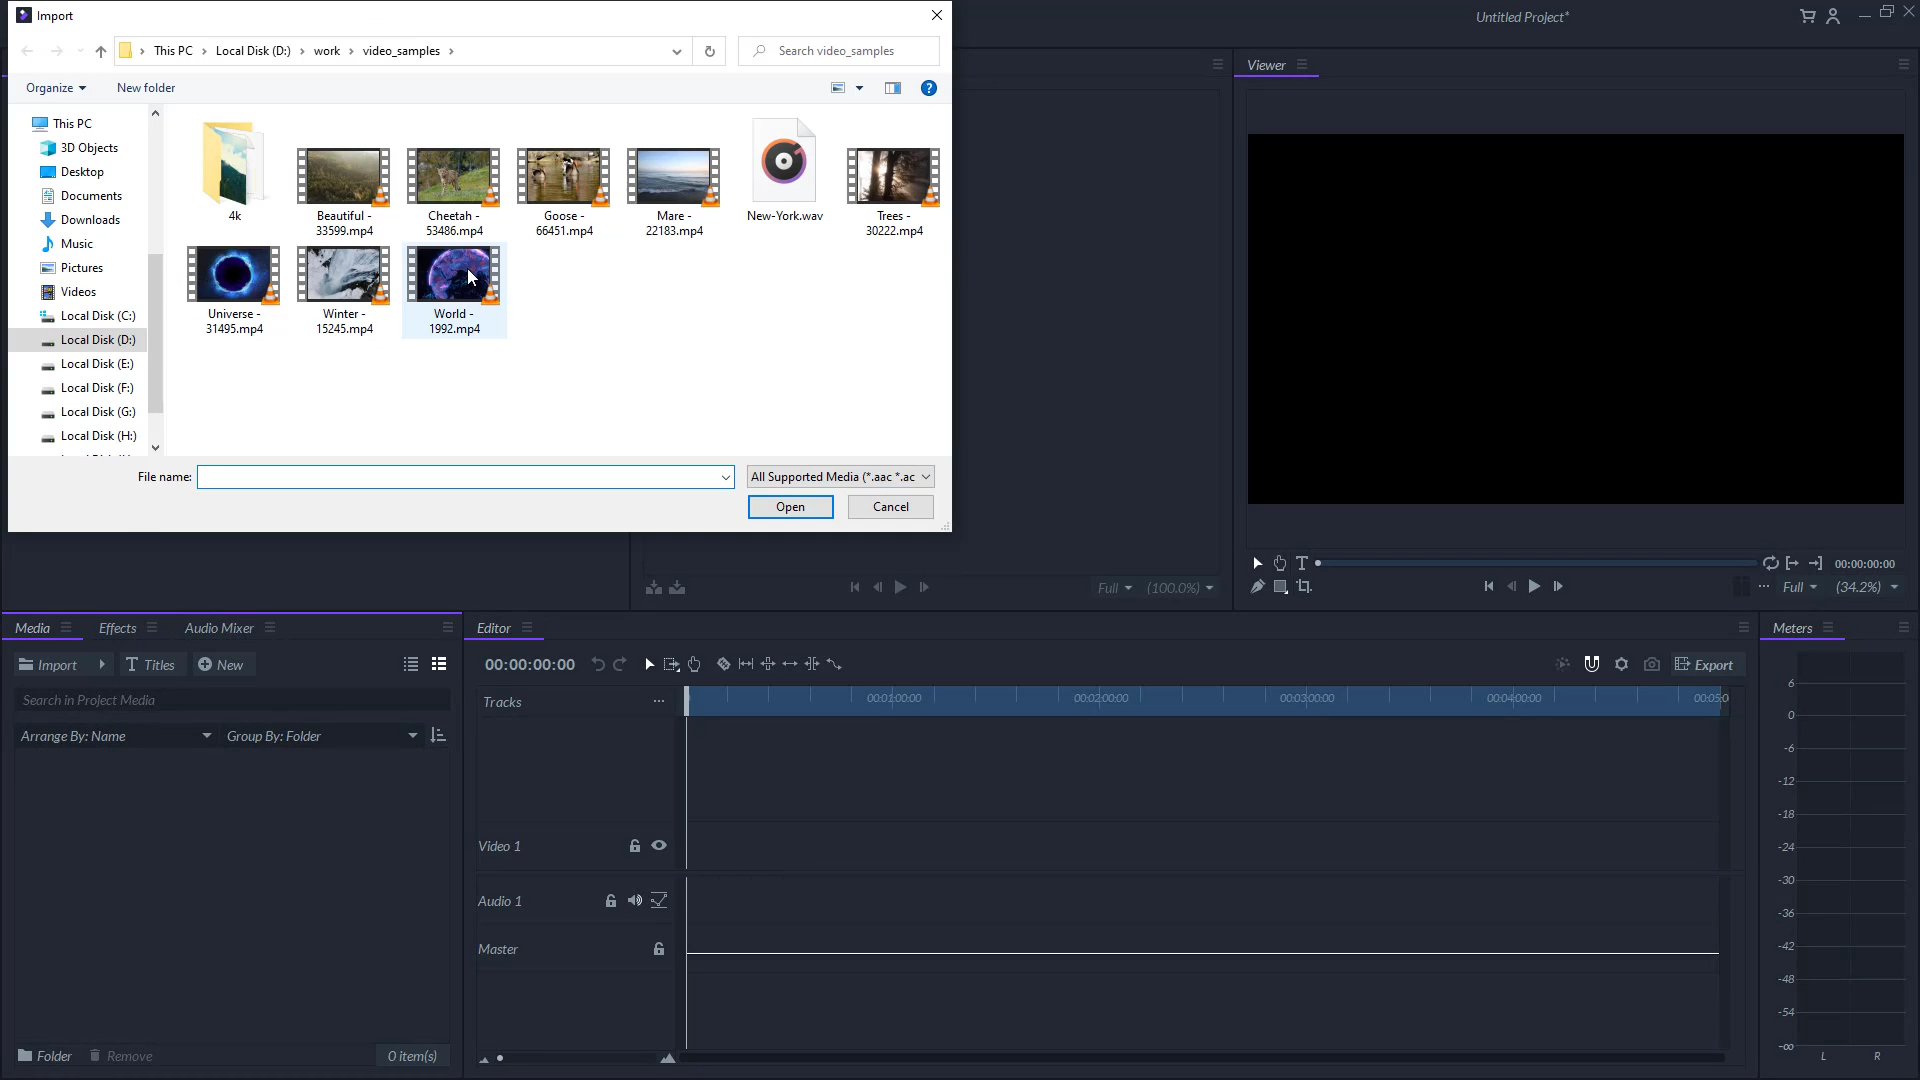 Import
Untitled Project*
This PC
Local Disk (D:)
work
video_samples
Search video_samples
Viewer
Organize
New folder
This PC
3D Objects
Desktop
Documents
Downloads
Music
Pictures
Videos
Local Disk (C:)
Local Disk (D:)
Local Disk (E:)
Local Disk (F:)
Local Disk (G:)
Local Disk (H:)
4k
Beautiful -
33599.mp4
Cheetah -
53486.mp4
Goose -
66451.mp4
Mare -
22183.mp4
New-York.wav
Trees -
30222.mp4
Universe -
31495.mp4
Winter -
15245.mp4
World -
1992.mp4
File name:
All Supported Media (*.aac *.ac
Open
Cancel
00:00:00:00
Full
(100.0%)
Full
(34.2%)
Media
Effects
Audio Mixer
Editor
Meters
Import
Titles
New
00:00:00:00
Export
Search in Project Media
Tracks
00:01:00:00
00:02:00:00
00:03:00:00
00:04:00:00
00:05:0
Arrange By: Name
Group By: Folder
Video 1
Audio 1
Master
6
0
-6
-12
-18
-24
-30
-36
-42
-48
-54
-∞
L
R
Folder
Remove
0 item(s)